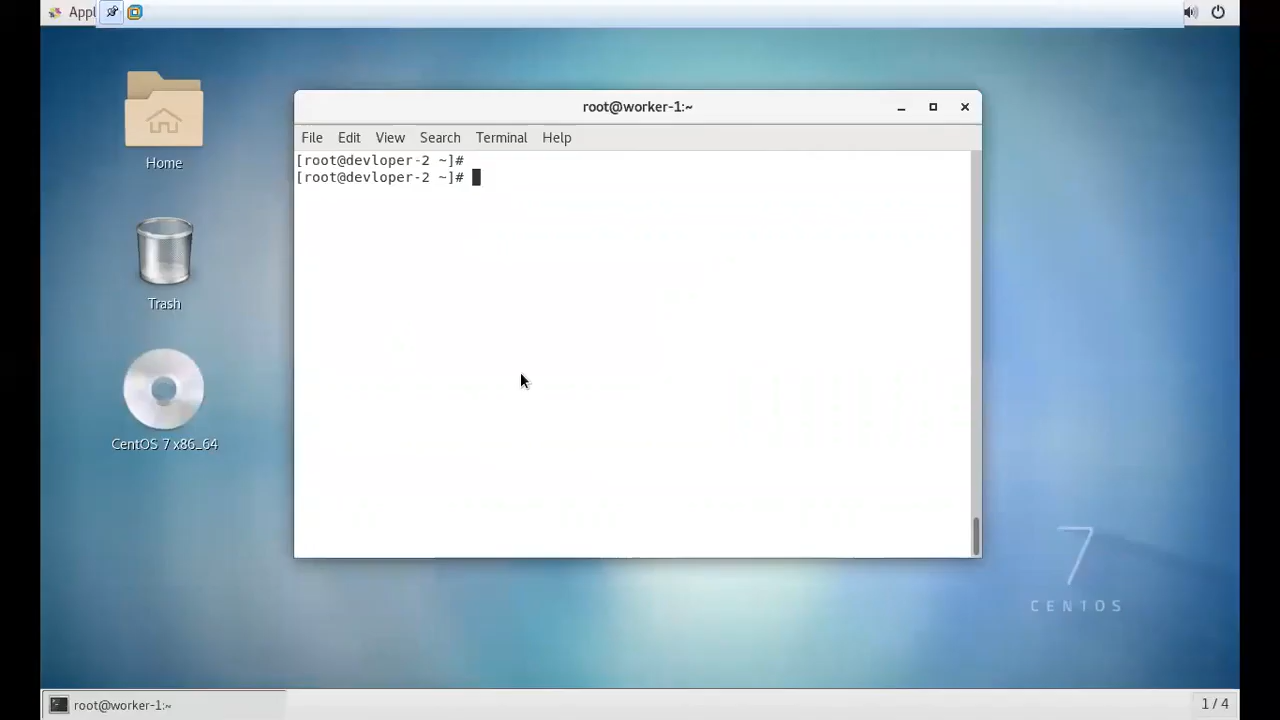 Appl
root@worker-1:~
File Edit View Search Terminal Help
[root@devloper-2 ~]#
[root@devloper-2 ~]#
Home
Trash
CentOS 7 x86_64
7
CENTOS
root@worker-1:~
1 / 4